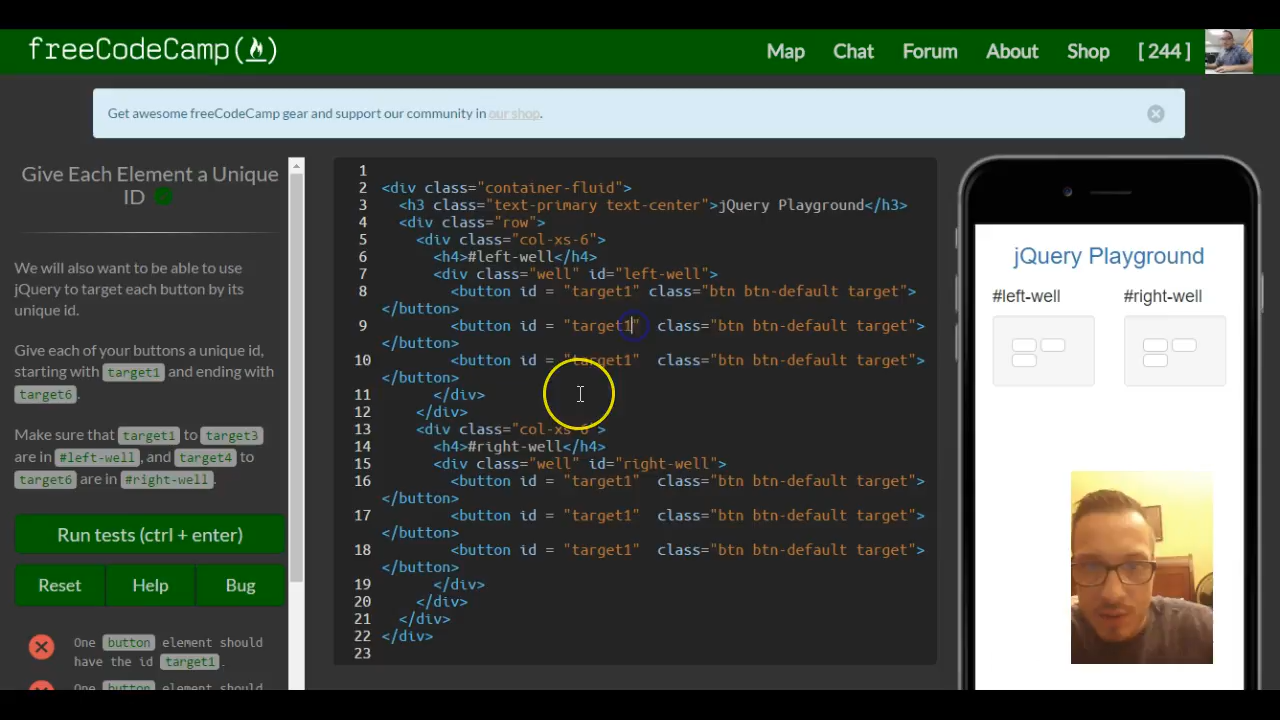 freeCodeCamp(🔥)
Map
Chat
Forum
About
Shop
[ 244 ]
Get awesome freeCodeCamp gear and support our community in our shop.
Give Each Element a Unique
ID
We will also want to be able to use
jQuery to target each button by its
unique id.
Give each of your buttons a unique id,
starting with target1 and ending with
target6.
Make sure that target1 to target3
are in #left-well, and target4 to
target6 are in #right-well.
Run tests (ctrl + enter)
Reset
Help
Bug
One button element should
have the id target1.
One button element should
1
2 <div class="container-fluid">
3 <h3 class="text-primary text-center">jQuery Playground</h3>
4 <div class="row">
5 <div class="col-xs-6">
6 <h4>#left-well</h4>
7 <div class="well" id="left-well">
8 <button id = "target1" class="btn btn-default target">
</button>
9 <button id = "target1"  class="btn btn-default target">
</button>
10 <button id = "target1"  class="btn btn-default target">
</button>
11 </div>
12 </div>
13 <div class="col-xs-6">
14 <h4>#right-well</h4>
15 <div class="well" id="right-well">
16 <button id = "target1"  class="btn btn-default target">
</button>
17 <button id = "target1"  class="btn btn-default target">
</button>
18 <button id = "target1"  class="btn btn-default target">
</button>
19 </div>
20 </div>
21 </div>
22 </div>
23
jQuery Playground
#left-well
#right-well